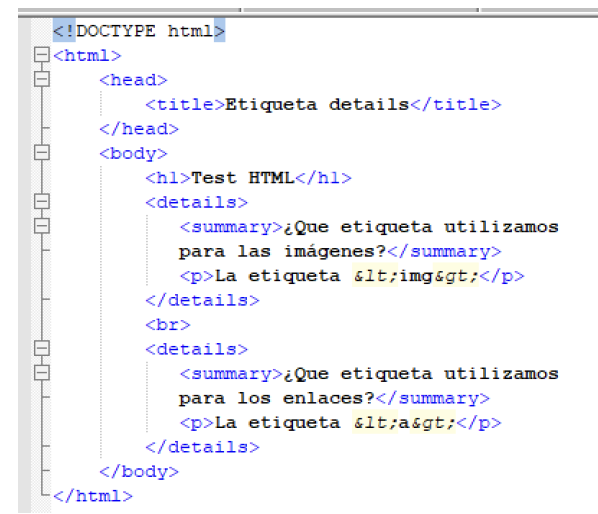 <!DOCTYPE html>
<html>
<head>
<title>Etiqueta details</title>
</head>
<body>
<h1>Test HTML</h1>
<details>
<summary>¿Que etiqueta utilizamos
para las imágenes?</summary>
<p>La etiqueta &lt;img&gt;</p>
</details>
<br>
<details>
<summary>¿Que etiqueta utilizamos
para los enlaces?</summary>
<p>La etiqueta &lt;a&gt;</p>
</details>
</body>
</html>